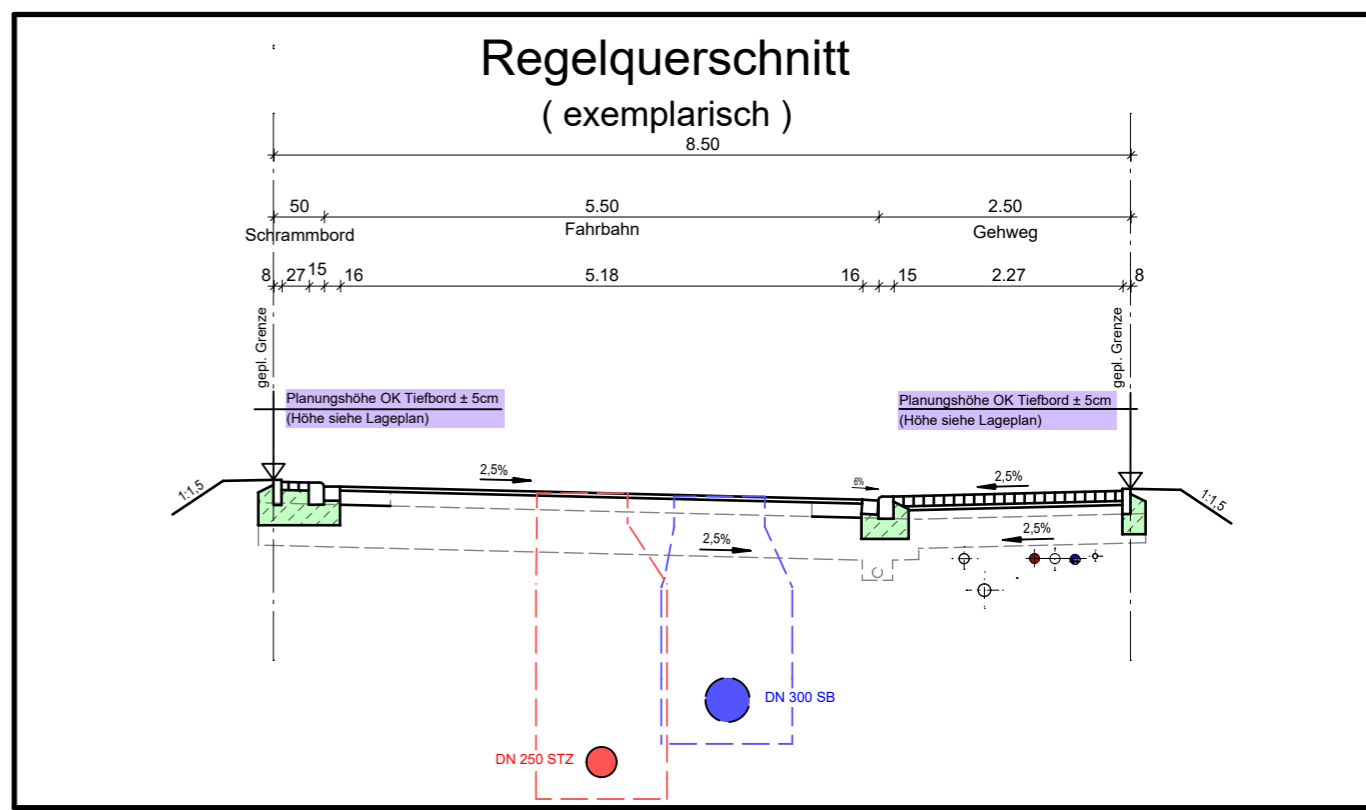 Regelquerschnitt
( exemplarisch )
8.50
50 5.50 2.50
Schrammbord Fahrbahn Gehweg
8 27 15 16 5.18 16 15 2.27 8
gepl. Grenze gepl. Grenze
Planungshöhe OK Tiefbord ± 5cm
(Höhe siehe Lageplan)
Planungshöhe OK Tiefbord ± 5cm
(Höhe siehe Lageplan)
1:1,5 2,5% 6% 2,5% 1:1,5
2,5% 2,5%
DN 300 SB
DN 250 STZ